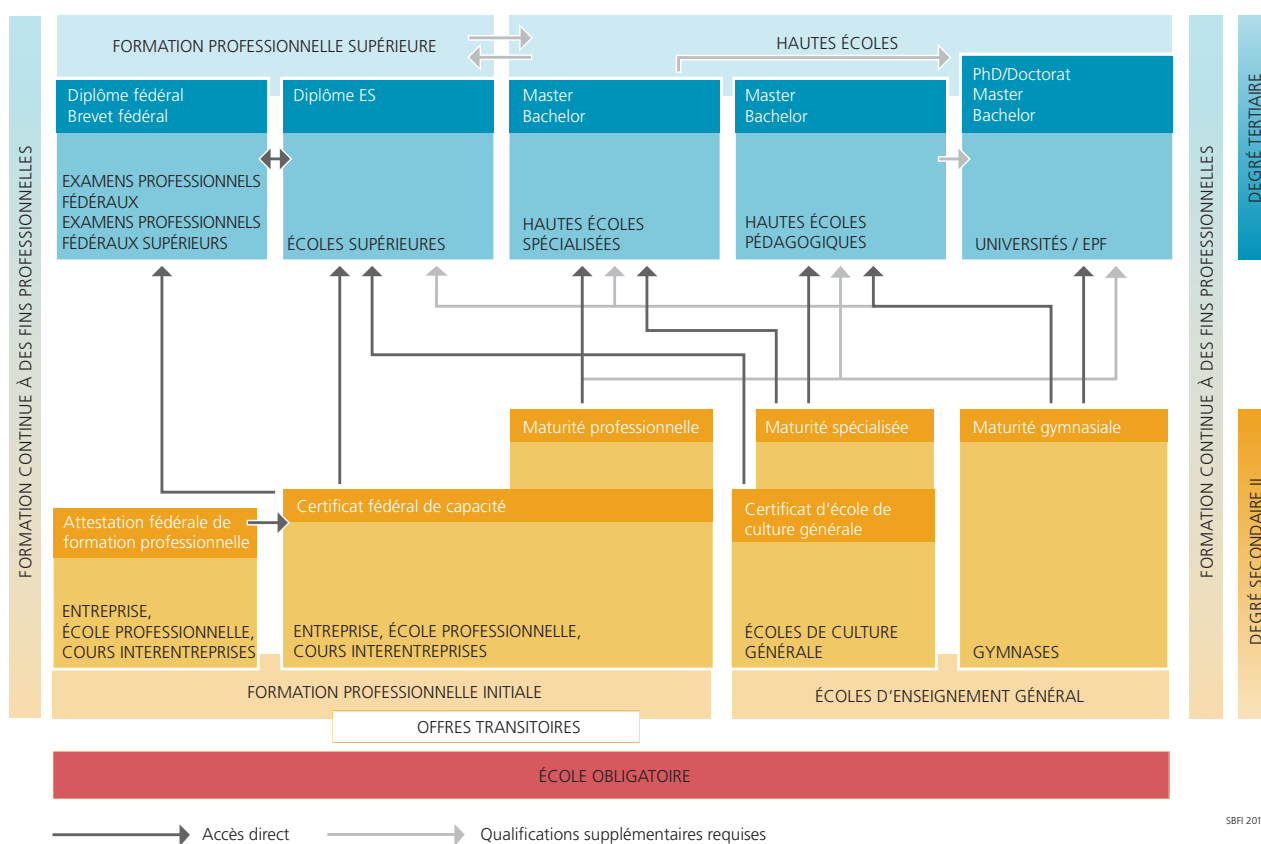 FORMATION CONTINUE À DES FINS PROFESSIONNELLES
FORMATION PROFESSIONNELLE SUPÉRIEURE
HAUTES ÉCOLES
Diplôme fédéral
Brevet fédéral
EXAMENS PROFESSIONNELS
FÉDÉRAUX
EXAMENS PROFESSIONNELS
FÉDÉRAUX SUPÉRIEURS
Diplôme ES
ÉCOLES SUPÉRIEURES
Master
Bachelor
HAUTES ÉCOLES
SPÉCIALISÉES
Master
Bachelor
HAUTES ÉCOLES
PÉDAGOGIQUES
PhD/Doctorat
Master
Bachelor
UNIVERSITÉS / EPF
FORMATION CONTINUE À DES FINS PROFESSIONNELLES
DEGRÉ TERTIAIRE
Maturité professionnelle
Maturité spécialisée
Maturité gymnasiale
Certificat fédéral de capacité
Attestation fédérale de
formation professionnelle
Certificat d’école de
culture générale
ENTREPRISE,
ÉCOLE PROFESSIONNELLE,
COURS INTERENTREPRISES
ENTREPRISE, ÉCOLE PROFESSIONNELLE,
COURS INTERENTREPRISES
ÉCOLES DE CULTURE
GÉNÉRALE
GYMNASES
DEGRÉ SECONDAIRE II
FORMATION PROFESSIONNELLE INITIALE
ÉCOLES D’ENSEIGNEMENT GÉNÉRAL
OFFRES TRANSITOIRES
ÉCOLE OBLIGATOIRE
Accès direct
Qualifications supplémentaires requises
SBFI 201